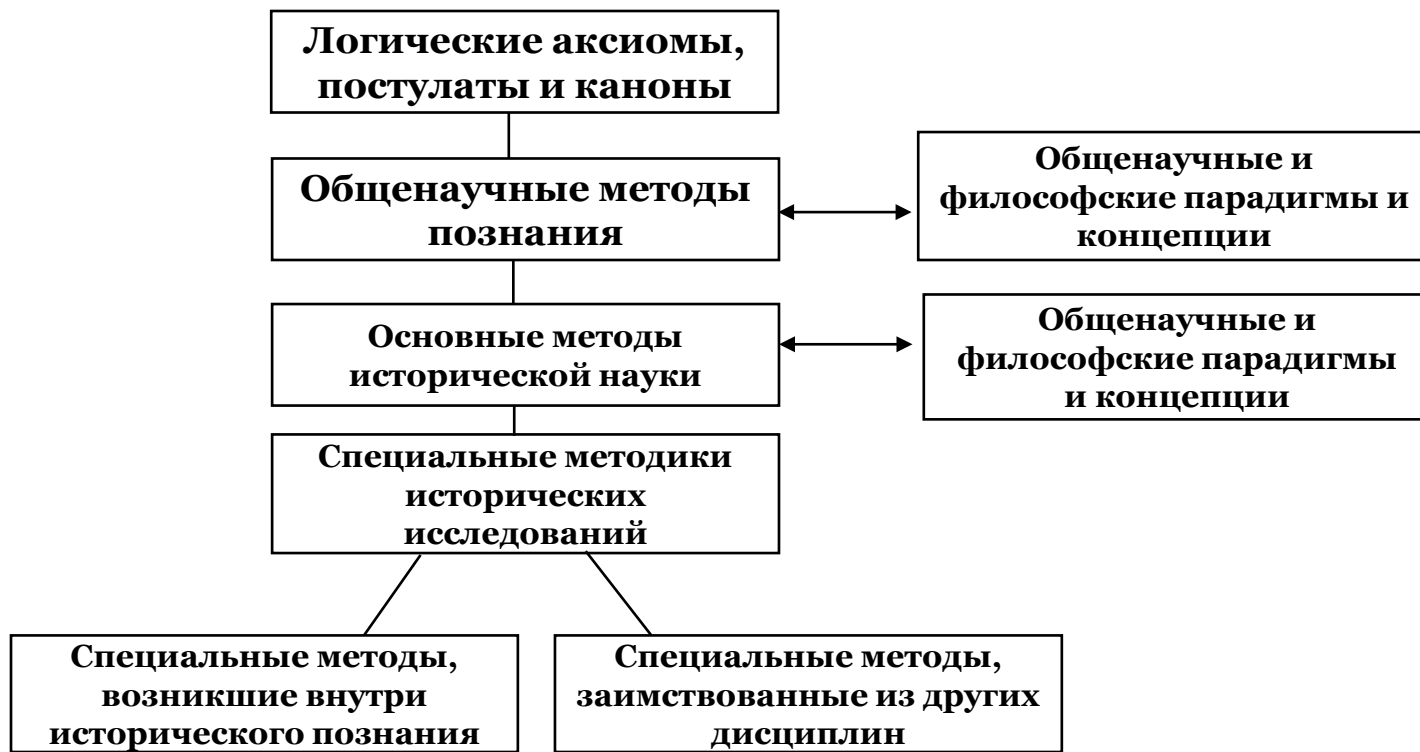 Логические аксиомы,
постулаты и каноны
Общенаучные методы
познания
Общенаучные и
философские парадигмы и
концепции
Основные методы
исторической науки
Общенаучные и
философские парадигмы
и концепции
Специальные методики
исторических
исследований
Специальные методы,
возникшие внутри
исторического познания
Специальные методы,
заимствованные из других
дисциплин